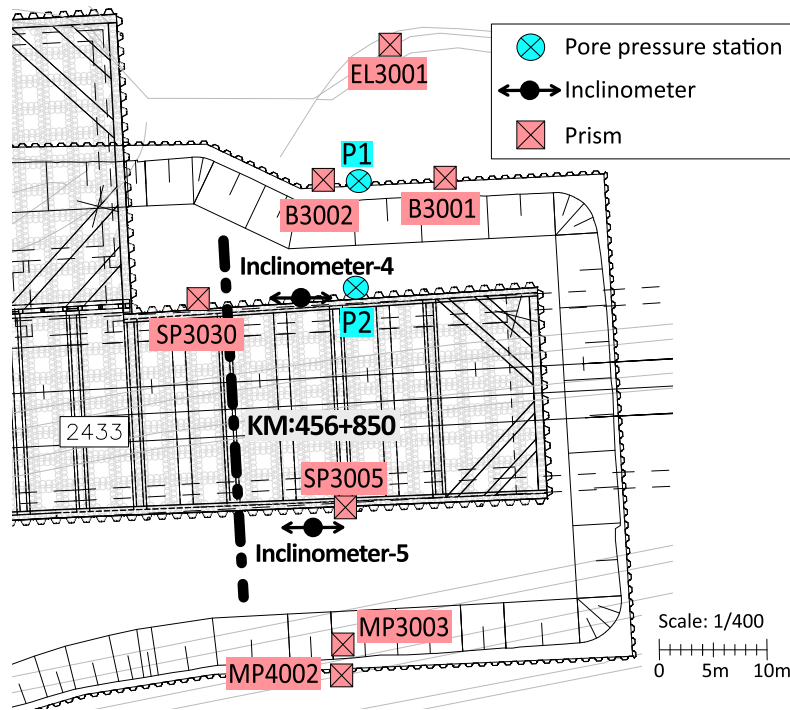 Pore pressure station
Inclinometer
Prism
EL3001
P1
B3002
B3001
Inclinometer-4
SP3030
P2
KM:456+850
2433
SP3005
Inclinometer-5
MP3003
MP4002
Scale: 1/400
0 5m 10m